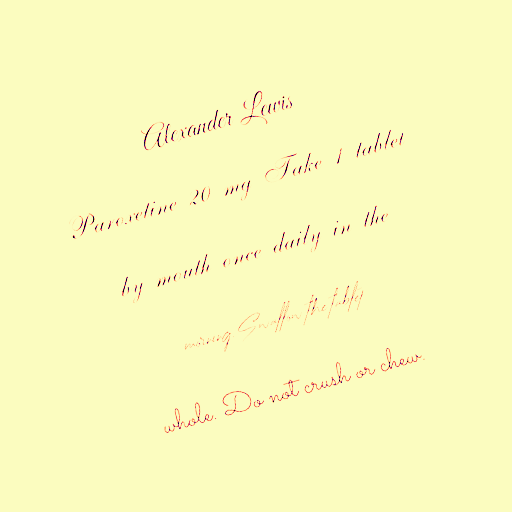 Alexander Lewis
Paroxetine 20 mg Take 1 tablet
by mouth once daily in the
whole. Do not crush or chew.